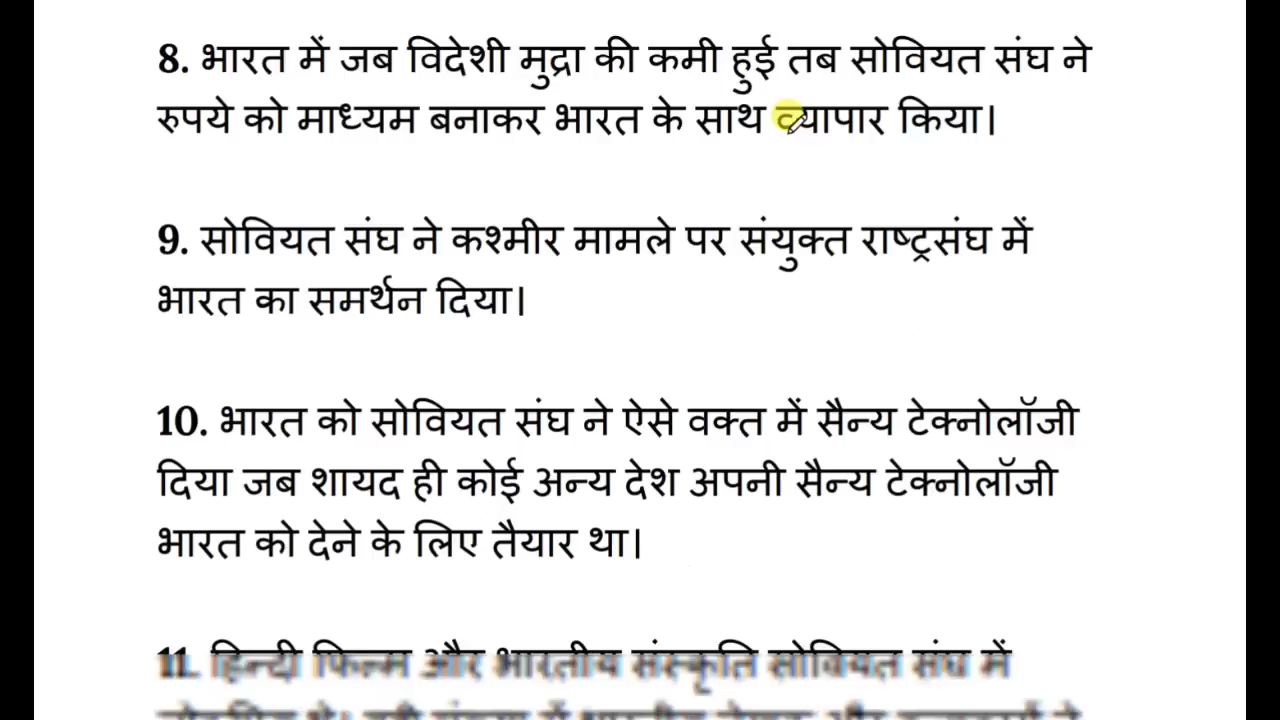 8. भारत में जब विदेशी मुद्रा की कमी हुई तब सोवियत संघ ने
रुपये को माध्यम बनाकर भारत के साथ व्यापार किया।
9. सोवियत संघ ने कश्मीर मामले पर संयुक्त राष्ट्रसंघ में
भारत का समर्थन दिया।
10. भारत को सोवियत संघ ने ऐसे वक्त में सैन्य टेक्नोलॉजी
दिया जब शायद ही कोई अन्य देश अपनी सैन्य टेक्नोलॉजी
भारत को देने के लिए तैयार था।
11. हिन्दी फिल्म और भारतीय संस्कृति सोवियत संघ में